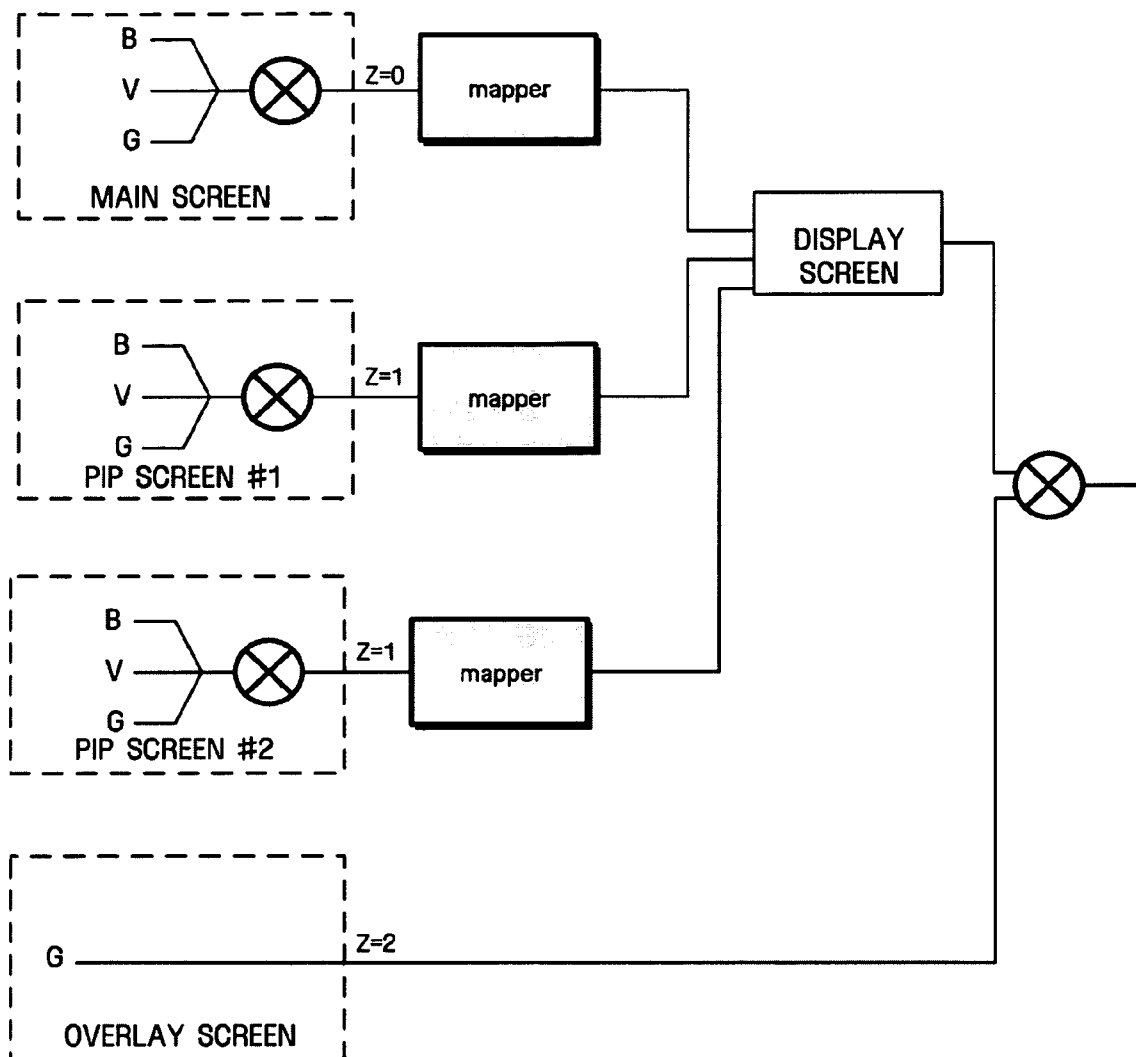 B
V
G
MAIN SCREEN
Z=0
mapper
DISPLAY
SCREEN
B
V
G
PIP SCREEN #1
Z=1
mapper
B
V
G
PIP SCREEN #2
Z=1
mapper
G
Z=2
OVERLAY SCREEN